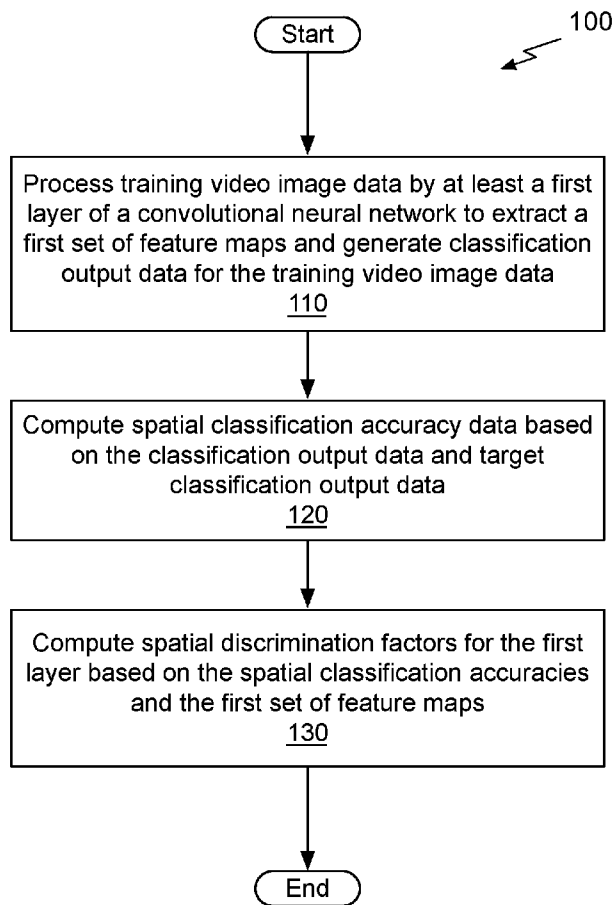 Start
100
Process training video image data by at least a first
layer of a convolutional neural network to extract a
first set of feature maps and generate classification
output data for the training video image data
110
Compute spatial classification accuracy data based
on the classification output data and target
classification output data
120
Compute spatial discrimination factors for the first
layer based on the spatial classification accuracies
and the first set of feature maps
130
End